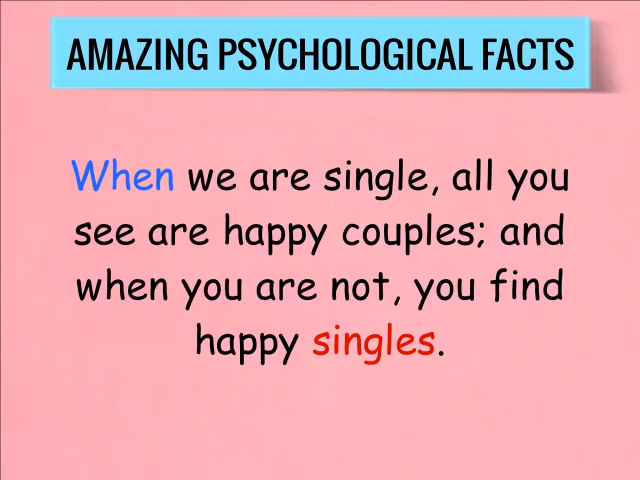 AMAZING PSYCHOLOGICAL FACTS
When we are single, all you
see are happy couples; and
when you are not, you find
happy singles.